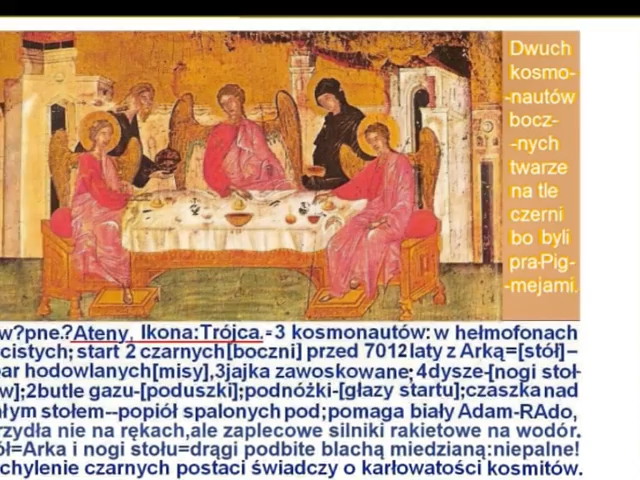 Dwuch
kosmo-
-nautów
bocz-
-nych
twarze
na tle
czerni
bo byli
pra-Pig-
-mejami.
w?pne.?Ateny, Ikona:Trójca.=3 kosmonautów: w hełmofonach
cistych; start 2 czarnych[boczni] przed 7012 laty z Arką=[stół]–
ar hodowlanych[misy],3jajka zawoskowane; 4dysze-[nogi stoł-
w];2butle gazu-[poduszki];podnóżki-[głazy startu];czaszka nad
łym stołem--popiół spalonych pod;pomaga biały Adam-RAdo,
rzydła nie na rękach,ale zaplecowe silniki rakietowe na wodór.
ół=Arka i nogi stołu=drągi podbite blachą miedzianą:niepalne!
chylenie czarnych postaci świadczy o karłowatości kosmitów.